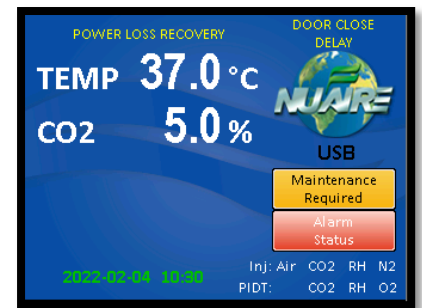 POWER LOSS RECOVERY
DOOR CLOSE
DELAY
TEMP 37.0 °C
NUAIRE
CO2 5.0 %
USB
Maintenance
Required
Alarm
Status
2022-02-04 10:30
Inj: Air CO2 RH N2
PIDT: CO2 RH O2